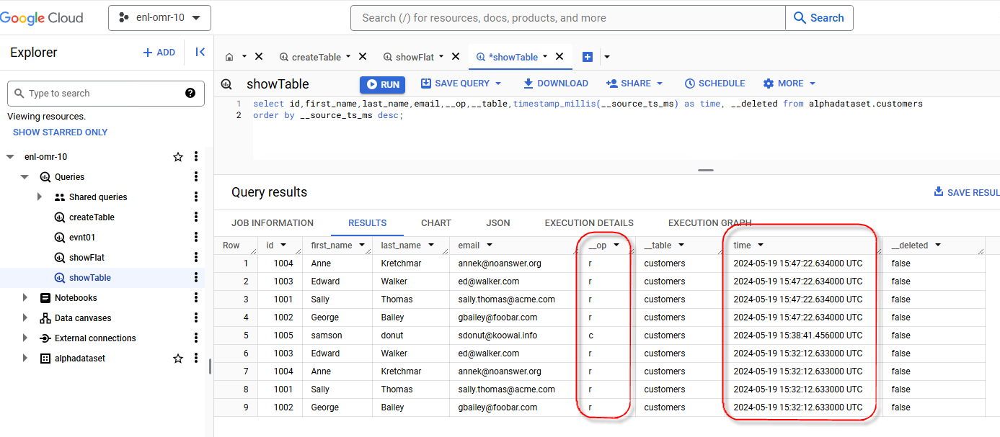 Google Cloud
enl-omr-10
Search (/) for resources, docs, products, and more
Search
Explorer
+ ADD
Type to search
Viewing resources.
SHOW STARRED ONLY
enl-omr-10
Queries
Shared queries
createTable
evnt01
showFlat
showTable
Notebooks
Data canvases
External connections
alphadataset
createTable
showFlat
*showTable
showTable
RUN
SAVE QUERY
DOWNLOAD
SHARE
SCHEDULE
MORE
1 select id,first_name,last_name,email,__op,__table,timestamp_millis(__source_ts_ms) as time, __deleted from alphadataset.customers
2 order by __source_ts_ms desc;
Query results
SAVE RESUL
JOB INFORMATION RESULTS CHART JSON EXECUTION DETAILS EXECUTION GRAPH
Row id first_name last_name email __op __table time __deleted
1 1004 Anne Kretchmar annek@noanswer.org r customers 2024-05-19 15:47:22.634000 UTC false
2 1003 Edward Walker ed@walker.com r customers 2024-05-19 15:47:22.634000 UTC false
3 1001 Sally Thomas sally.thomas@acme.com r customers 2024-05-19 15:47:22.634000 UTC false
4 1002 George Bailey gbailey@foobar.com r customers 2024-05-19 15:47:22.634000 UTC false
5 1005 samson donut sdonut@koowai.info c customers 2024-05-19 15:38:41.456000 UTC false
6 1003 Edward Walker ed@walker.com r customers 2024-05-19 15:32:12.633000 UTC false
7 1004 Anne Kretchmar annek@noanswer.org r customers 2024-05-19 15:32:12.633000 UTC false
8 1001 Sally Thomas sally.thomas@acme.com r customers 2024-05-19 15:32:12.633000 UTC false
9 1002 George Bailey gbailey@foobar.com r customers 2024-05-19 15:32:12.633000 UTC false